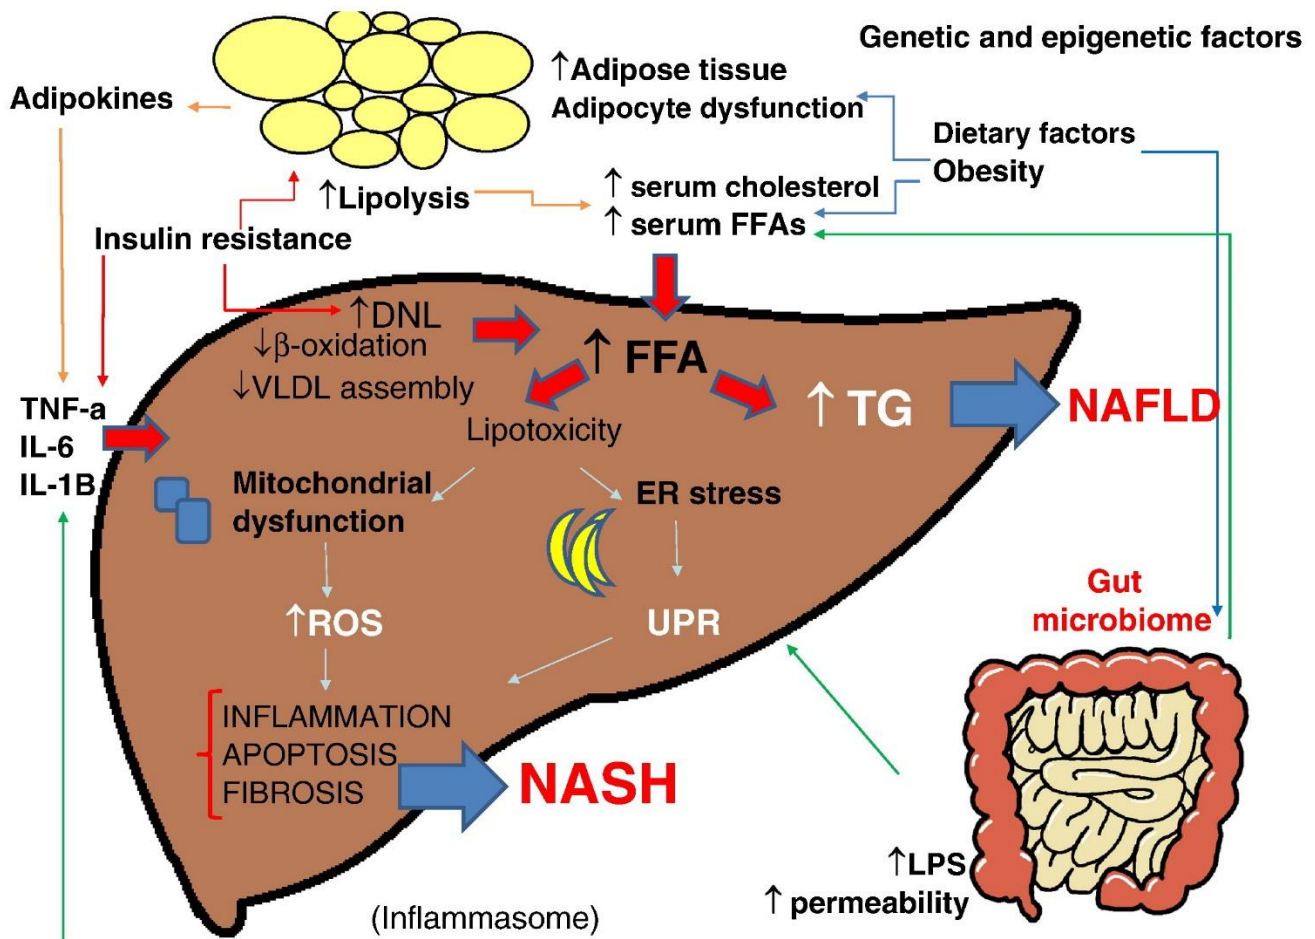 Genetic and epigenetic factors
↑Adipose tissue
Adipocyte dysfunction
Adipokines
Dietary factors
Obesity
↑Lipolysis
↑ serum cholesterol
↑ serum FFAs
Insulin resistance
↑DNL
↓β-oxidation
↓VLDL assembly
↑ FFA
↑ TG
NAFLD
TNF-a
IL-6
IL-1B
Lipotoxicity
Mitochondrial
dysfunction
ER stress
↑ROS
UPR
Gut
microbiome
INFLAMMATION
APOPTOSIS
FIBROSIS
NASH
↑LPS
↑ permeability
(Inflammasome)